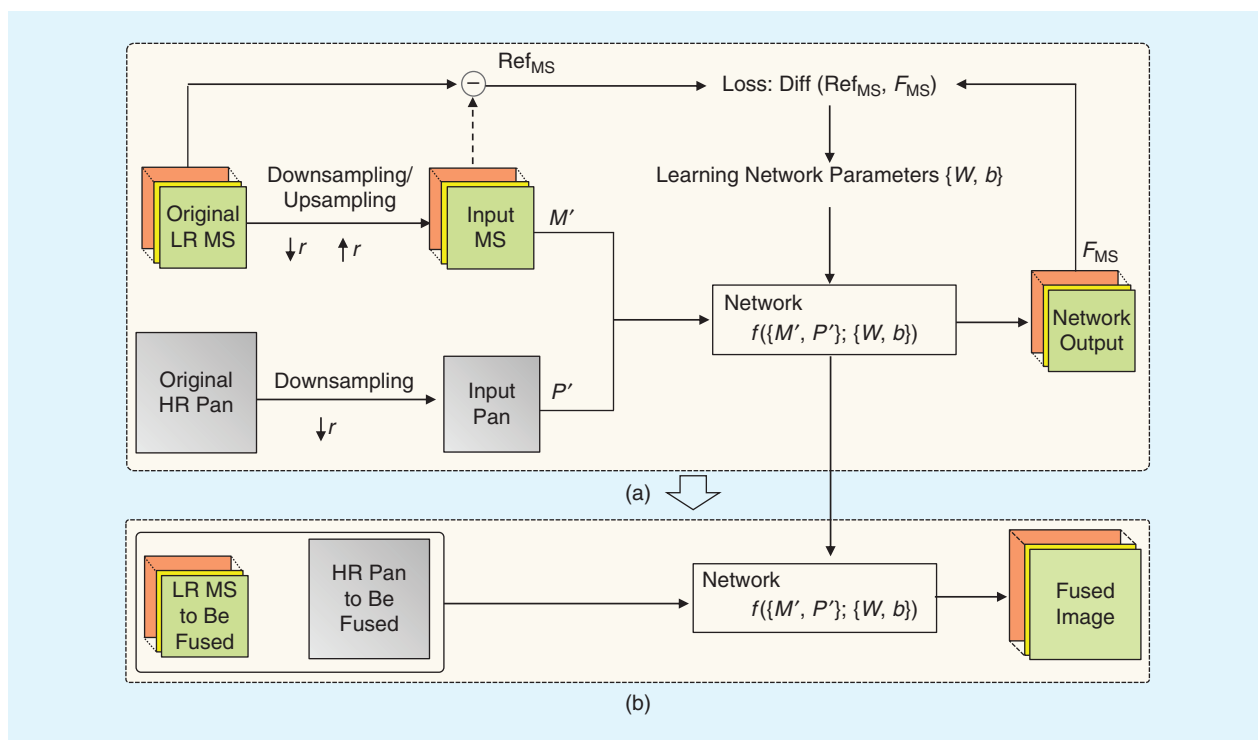 Ref_MS
−
Loss: Diff (Ref_MS, F_MS)
Downsampling/
Upsampling
↓r ↑r
Learning Network Parameters {W, b}
Original
LR MS
Input
MS
M′
F_MS
Network
f({M′, P′}; {W, b})
Network
Output
Original
HR Pan
Downsampling
↓r
Input
Pan
P′
(a)
LR MS
to Be
Fused
HR Pan
to Be
Fused
Network
f({M′, P′}; {W, b})
Fused
Image
(b)